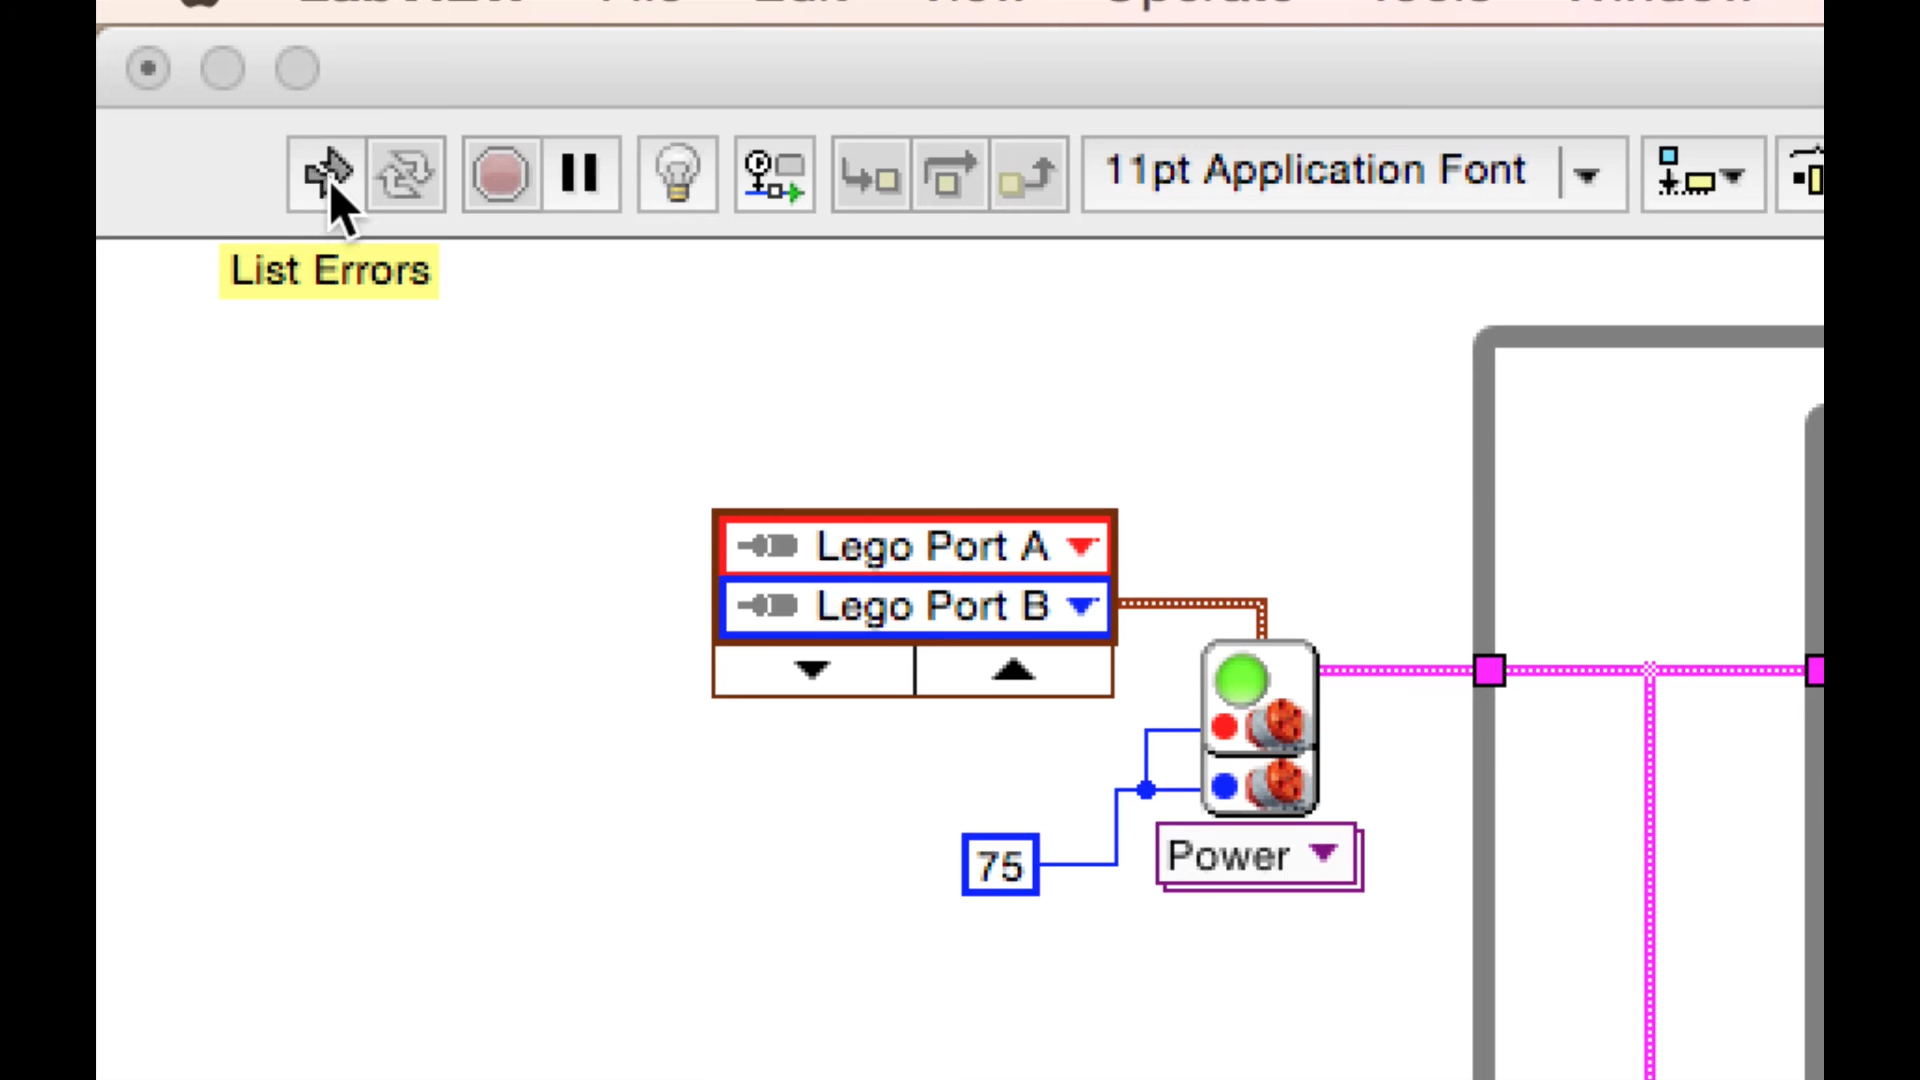 11pt Application Font
List Errors
Lego Port A
Lego Port B
75
Power